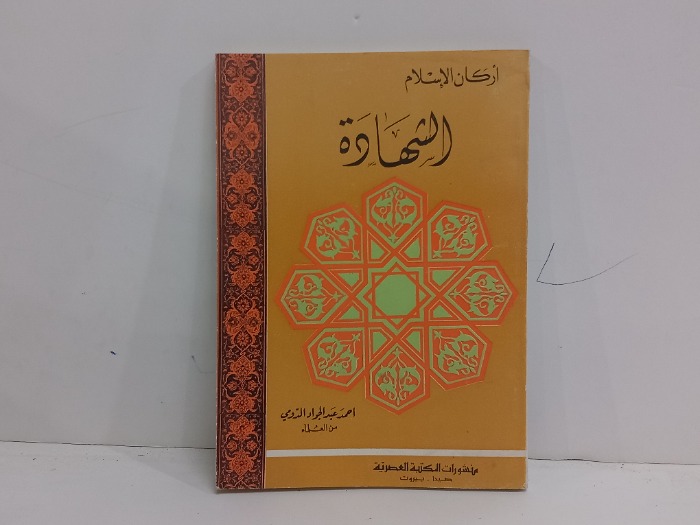 أركان الإسلام
الشهادة
أحمد عبد الجواد الدومي
من العلماء
منشورات المكتبة العصرية
صيدا - بيروت